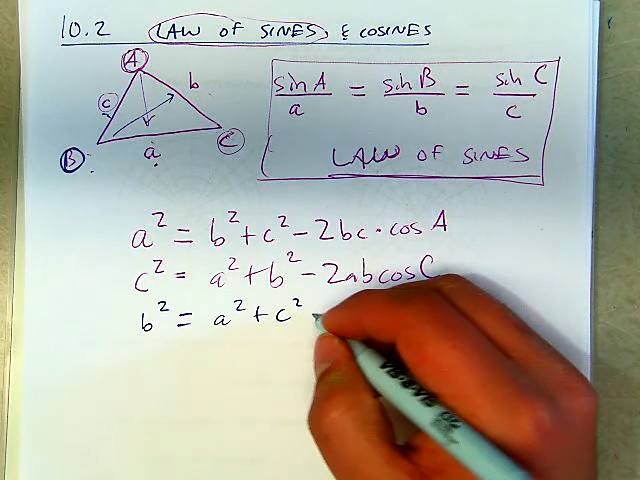 10.2 LAW OF SINES & COSINES
A
c
b
B
a
C
sin A / a = sin B / b = sin C / c
LAW OF SINES
a² = b² + c² - 2bc · cos A
c² = a² + b² - 2ab cos C
b² = a² + c²